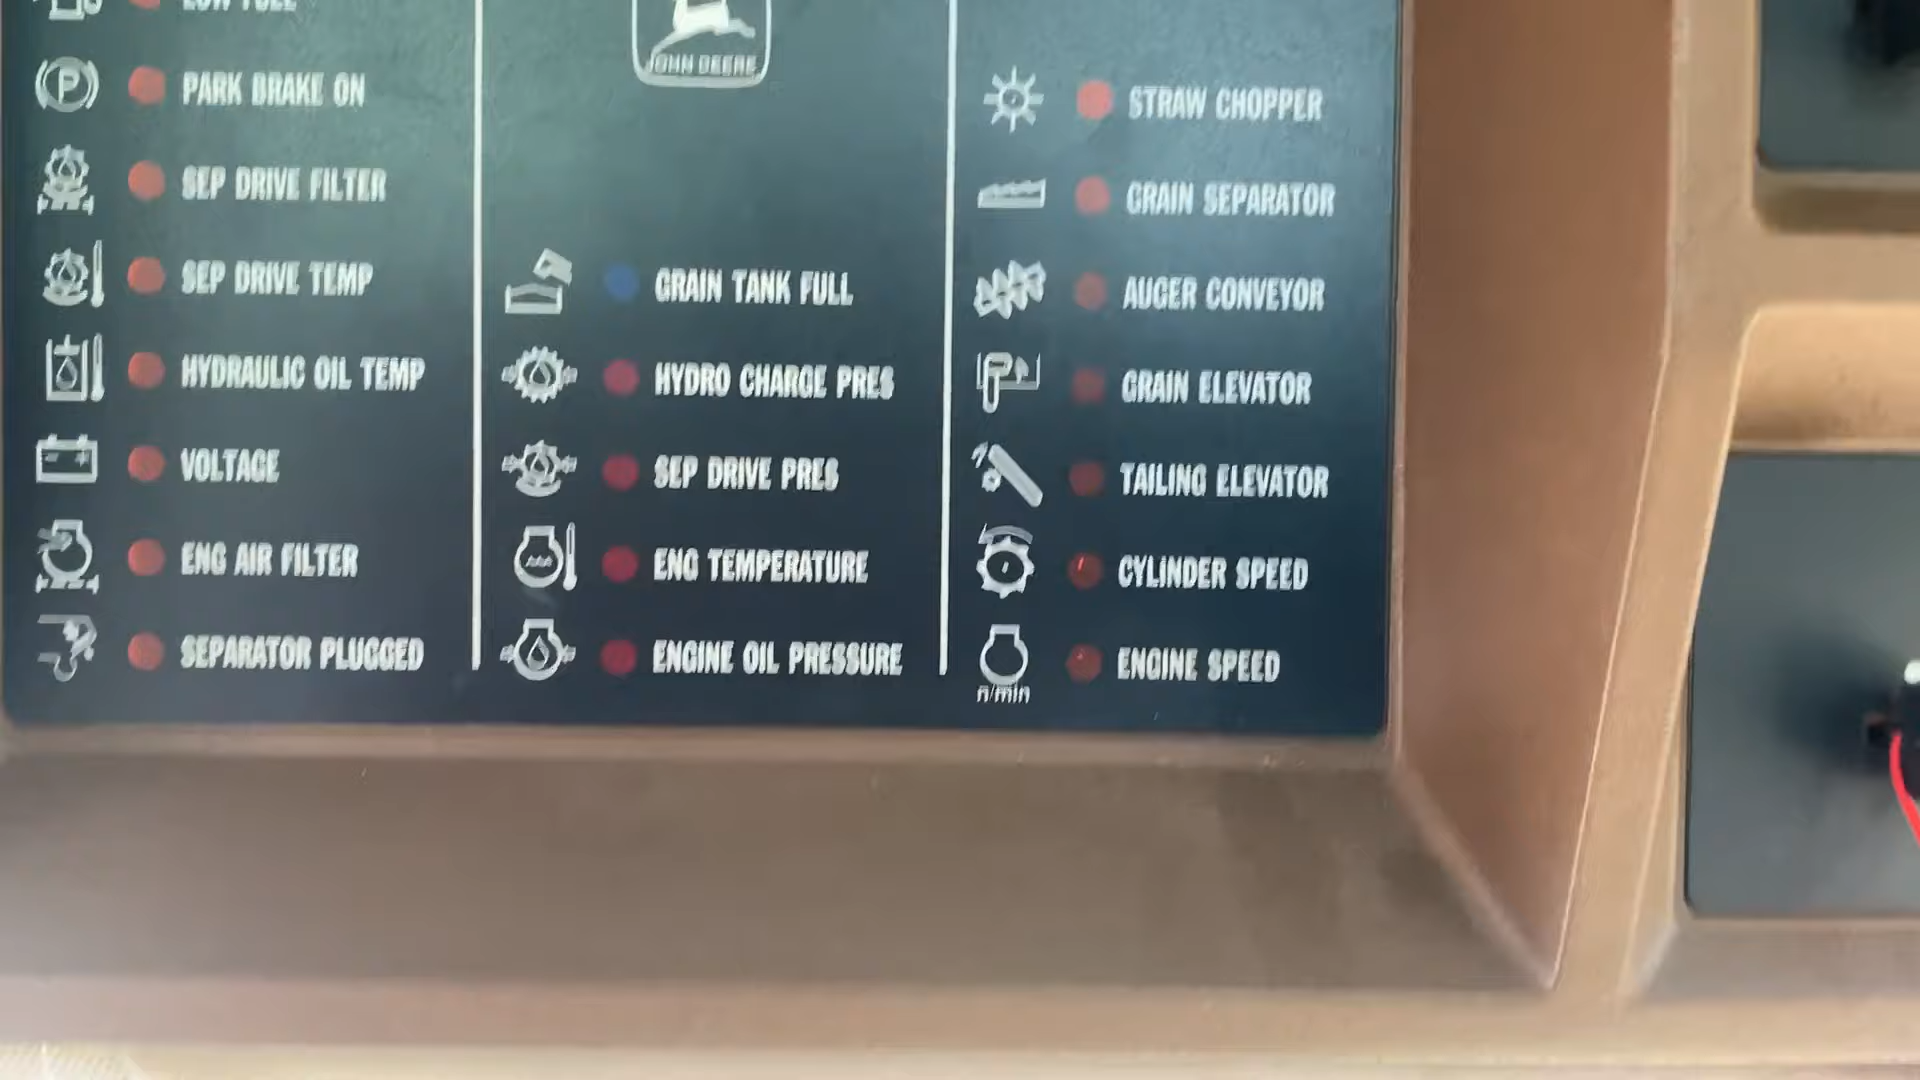 LOW FUEL
PARK BRAKE ON
SEP DRIVE FILTER
SEP DRIVE TEMP
HYDRAULIC OIL TEMP
VOLTAGE
ENG AIR FILTER
SEPARATOR PLUGGED
JOHN DEERE
GRAIN TANK FULL
HYDRO CHARGE PRES
SEP DRIVE PRES
ENG TEMPERATURE
ENGINE OIL PRESSURE
STRAW CHOPPER
GRAIN SEPARATOR
AUGER CONVEYOR
GRAIN ELEVATOR
TAILING ELEVATOR
CYLINDER SPEED
ENGINE SPEED
n/min